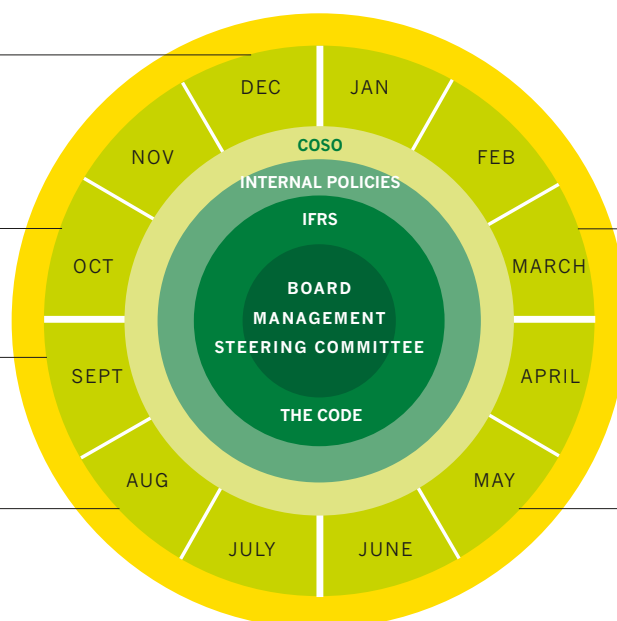 DEC
JAN
NOV
COSO
FEB
INTERNAL POLICIES
IFRS
OCT
MARCH
BOARD
MANAGEMENT
STEERING COMMITTEE
SEPT
APRIL
THE CODE
AUG
MAY
JULY
JUNE